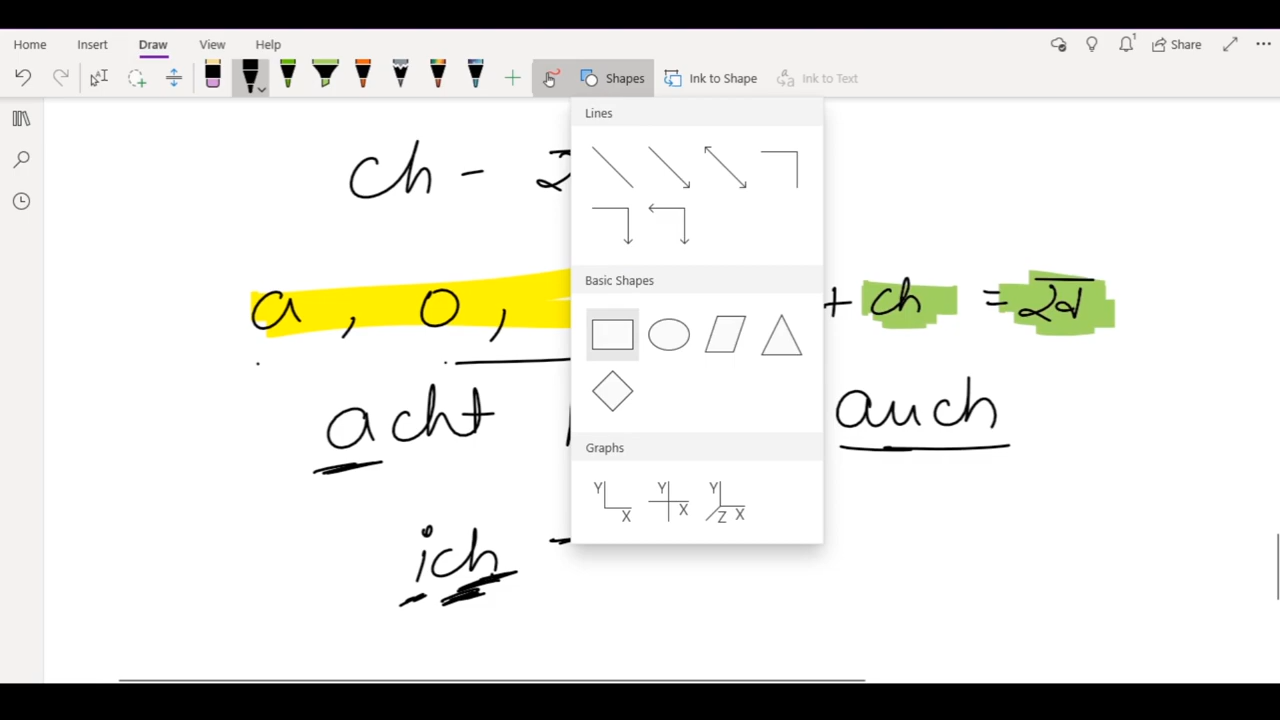 Home Insert Draw View Help Share
Shapes Ink to Shape Ink to Text
Lines
ch -
Basic Shapes
a , o , + ch =
acht auch
Graphs
Y X Y X Y Z X
ich